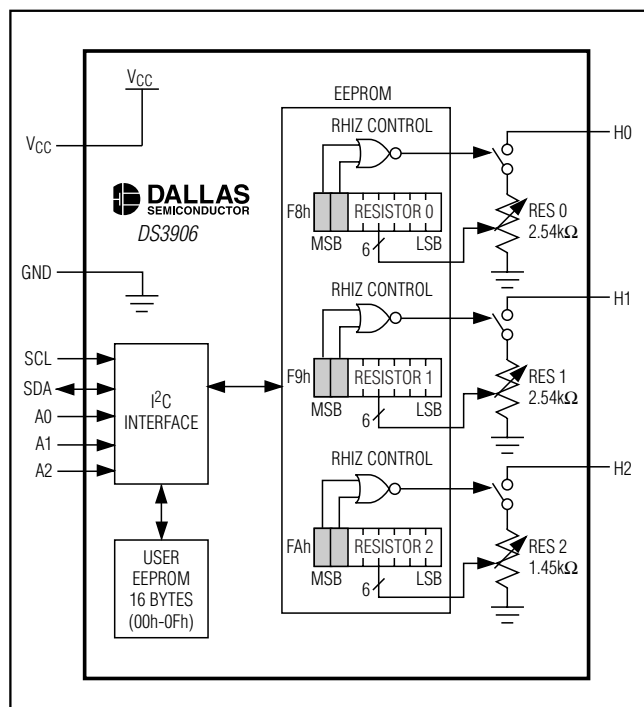 V_CC
V_CC
DALLAS
SEMICONDUCTOR
DS3906
GND
SCL
SDA
A0
A1
A2
I²C
INTERFACE
USER
EEPROM
16 BYTES
(00h-0Fh)
EEPROM
RHIZ CONTROL
F8h
RESISTOR 0
MSB
6
LSB
H0
RES 0
2.54kΩ
RHIZ CONTROL
F9h
RESISTOR 1
MSB
6
LSB
H1
RES 1
2.54kΩ
RHIZ CONTROL
FAh
RESISTOR 2
MSB
6
LSB
H2
RES 2
1.45kΩ